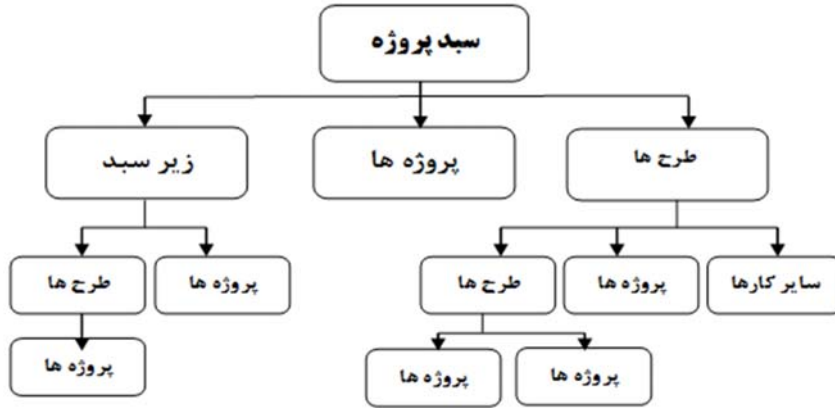 سبد پروژه
طرح ها
پروژه ها
زیر سبد
سایر کارها
پروژه ها
طرح ها
پروژه ها
طرح ها
پروژه ها
پروژه ها
پروژه ها